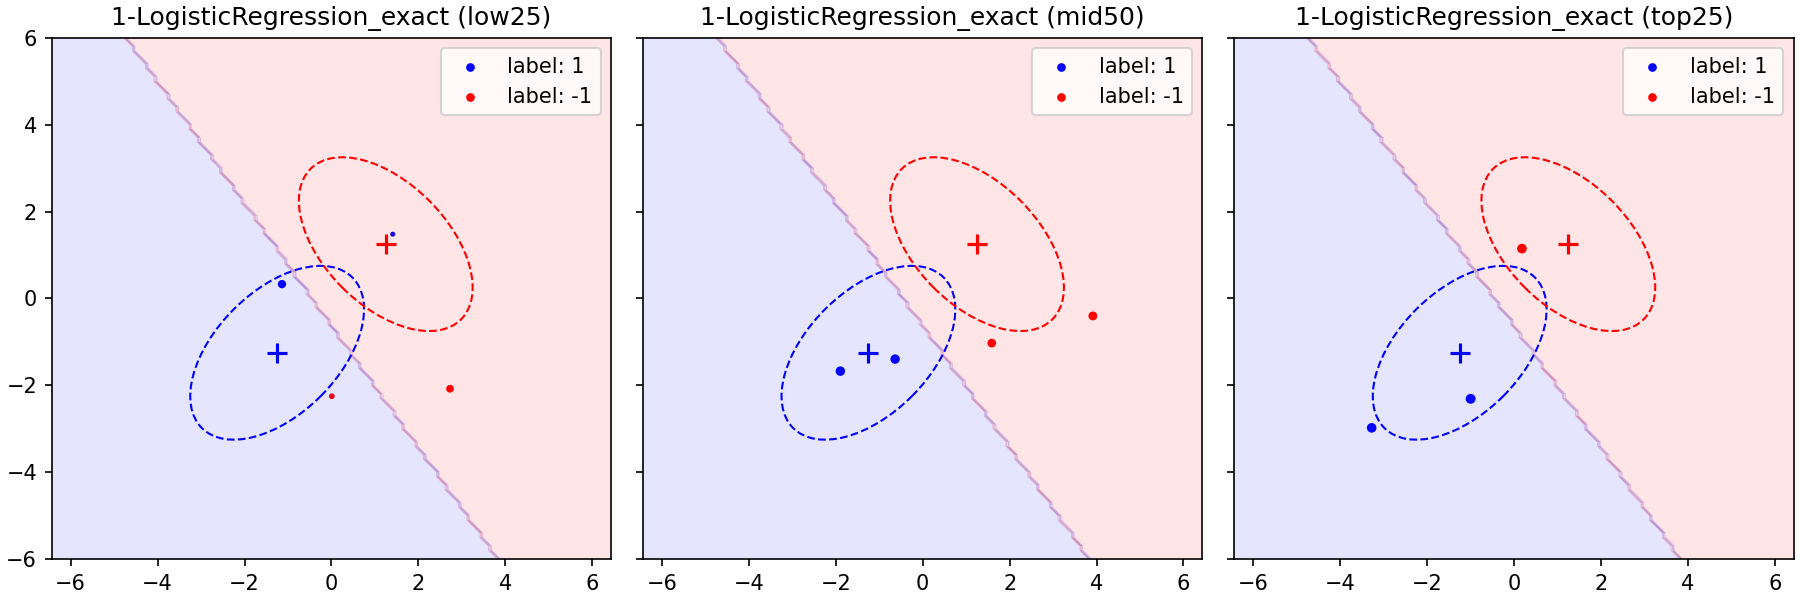 1-LogisticRegression_exact (low25)
label: 1
label: -1
6
4
2
0
−2
−4
−6
−6 −4 −2 0 2 4 6
1-LogisticRegression_exact (mid50)
label: 1
label: -1
−6 −4 −2 0 2 4 6
1-LogisticRegression_exact (top25)
label: 1
label: -1
−6 −4 −2 0 2 4 6